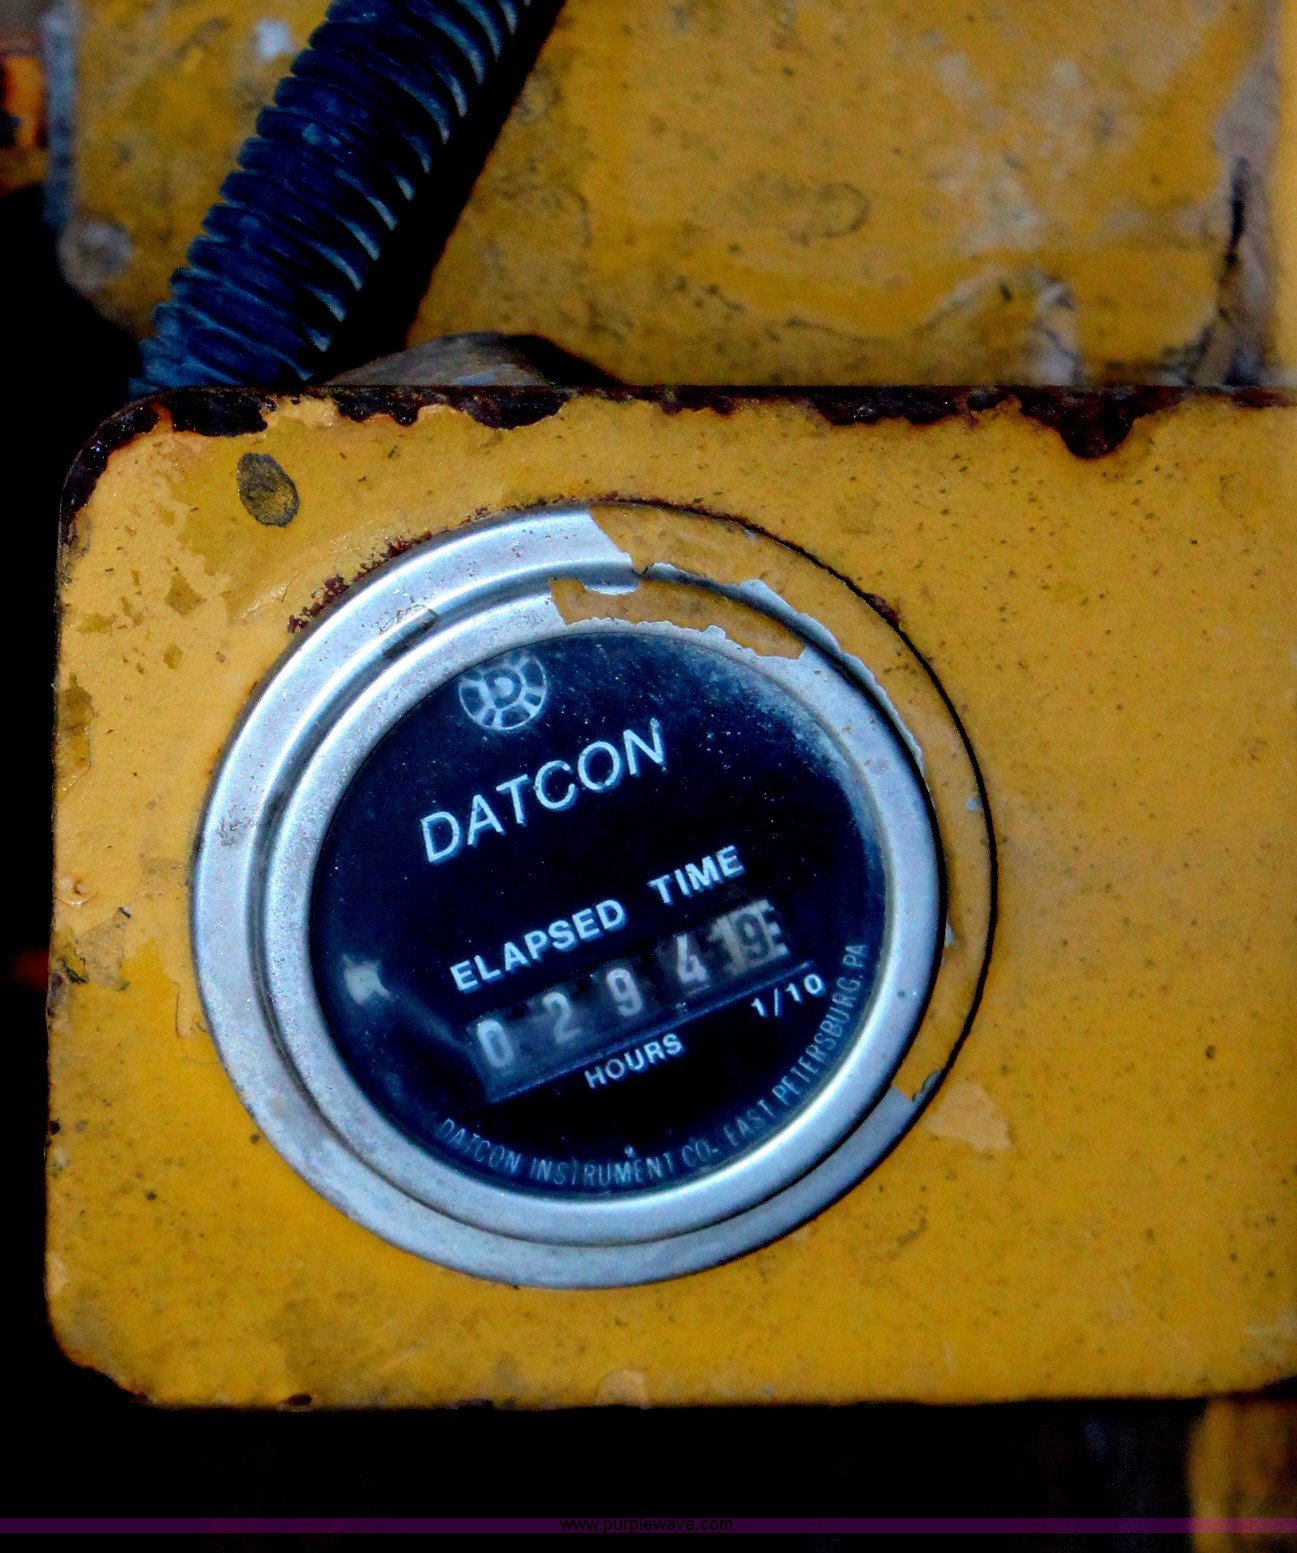 D
DATCON
ELAPSED TIME
0 2 9 4 19
HOURS 1/10
DATCON INSTRUMENT CO. EAST PETERSBURG, PA
www.purplewave.com